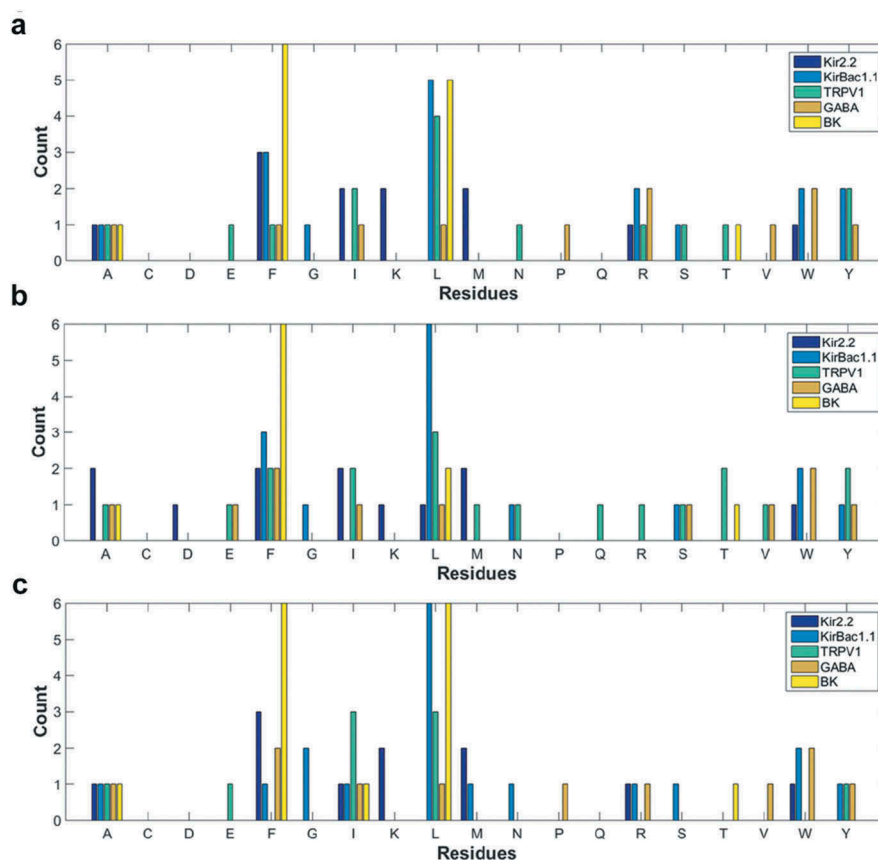 a
6
5
4
3
2
1
0
Count
Kir2.2
KirBac1.1
TRPV1
GABA
BK
A C D E F G I K L M N P Q R S T V W Y
Residues
b
6
5
4
3
2
1
0
Count
Kir2.2
KirBac1.1
TRPV1
GABA
BK
A C D E F G I K L M N P Q R S T V W Y
Residues
c
6
5
4
3
2
1
0
Count
Kir2.2
KirBac1.1
TRPV1
GABA
BK
A C D E F G I K L M N P Q R S T V W Y
Residues